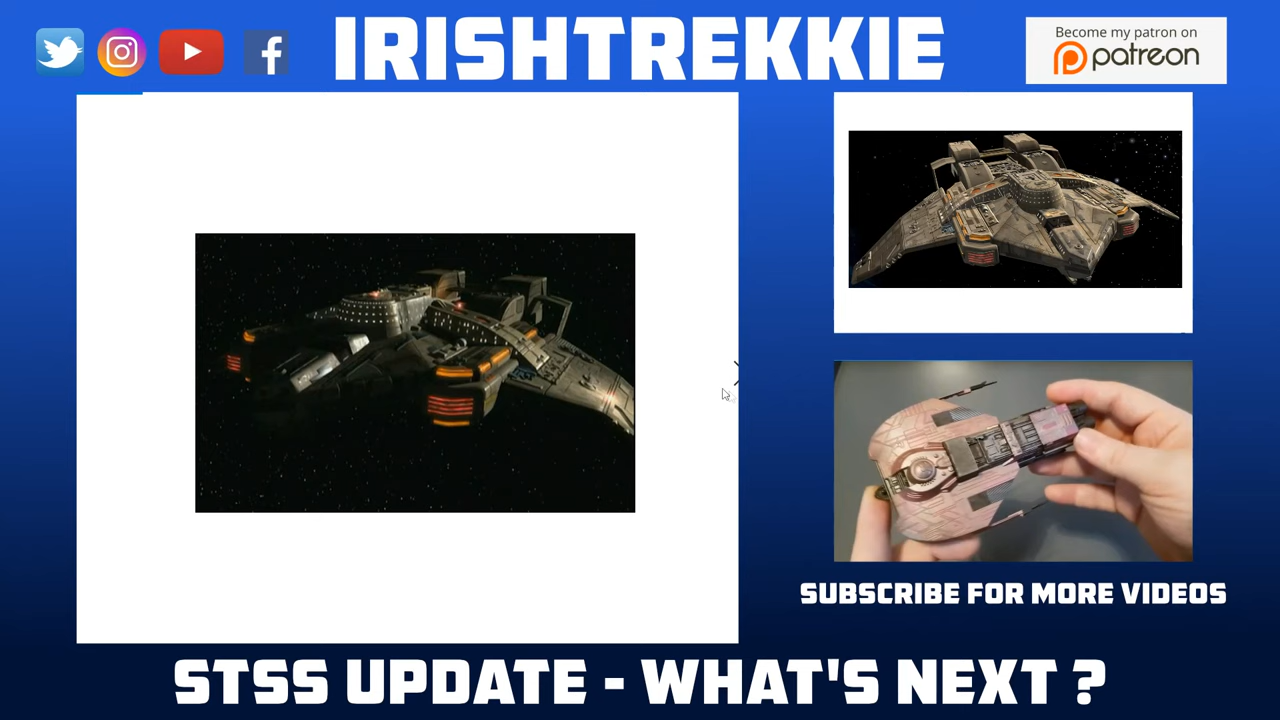 IRISHTREKKIE
Become my patron on
patreon
SUBSCRIBE FOR MORE VIDEOS
STSS UPDATE - WHAT'S NEXT ?